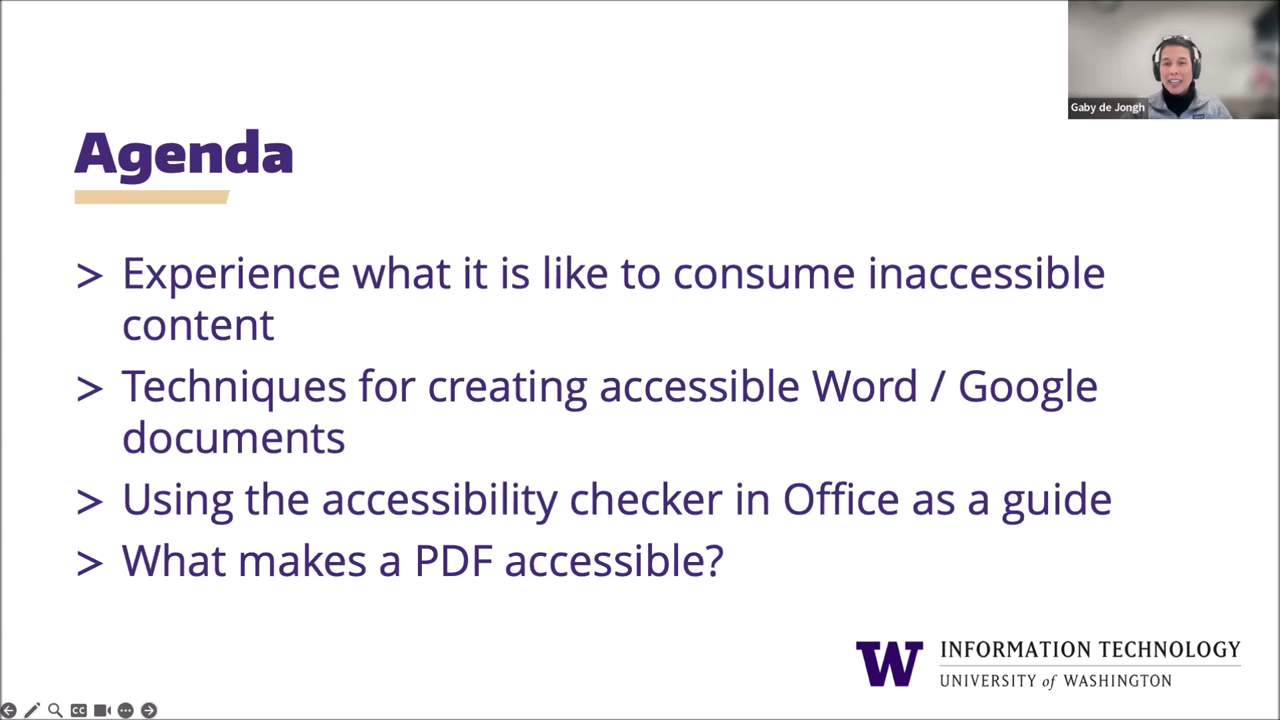 Gaby de Jongh
Agenda
> Experience what it is like to consume inaccessible
content
> Techniques for creating accessible Word / Google
documents
> Using the accessibility checker in Office as a guide
> What makes a PDF accessible?
W INFORMATION TECHNOLOGY
UNIVERSITY of WASHINGTON
CC